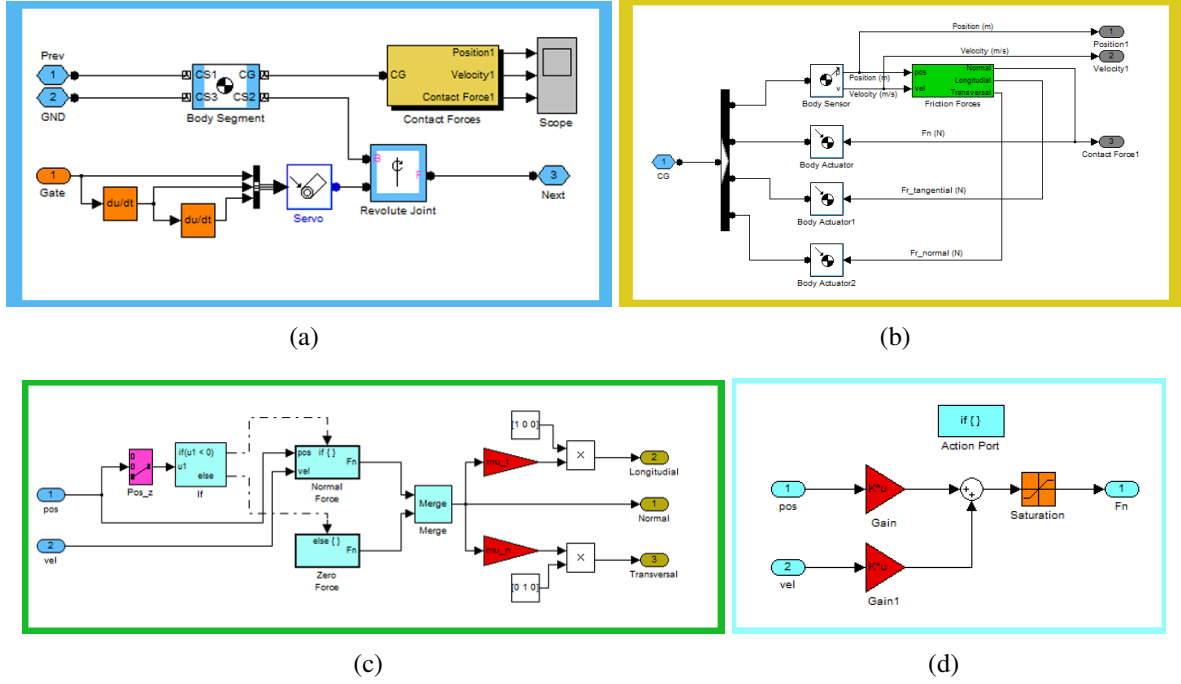 Prev
1
2
GND
CS1 CG
CS3 CS2
Body Segment
CG
Position1
Velocity1
Contact Force1
Contact Forces
Scope
1
Gate
du/dt
du/dt
Servo
B
F
Revolute Joint
3
Next
(a)
Position (m)
1
Position1
Velocity (m/s)
2
Velocity1
p
v
Position (m)
Velocity (m/s)
Body Sensor
pos
vel
Normal
Longitudial
Transversal
Friction Forces
Fn (N)
Body Actuator
3
Contact Force1
1
CG
Fr_tangential (N)
Body Actuator1
Fr_normal (N)
Body Actuator2
(b)
1
pos
2
vel
Pos_z
if(u1 < 0)
u1
else
If
pos if { }
Fn
vel
Normal
Force
else { }
Fn
Zero
Force
Merge
Merge
[1 0 0]
×
2
Longitudial
1
Normal
mu_n
[0 1 0]
×
3
Transversal
(c)
if { }
Action Port
1
pos
K*u
Gain
+
+
Saturation
1
Fn
2
vel
K*u
Gain1
(d)